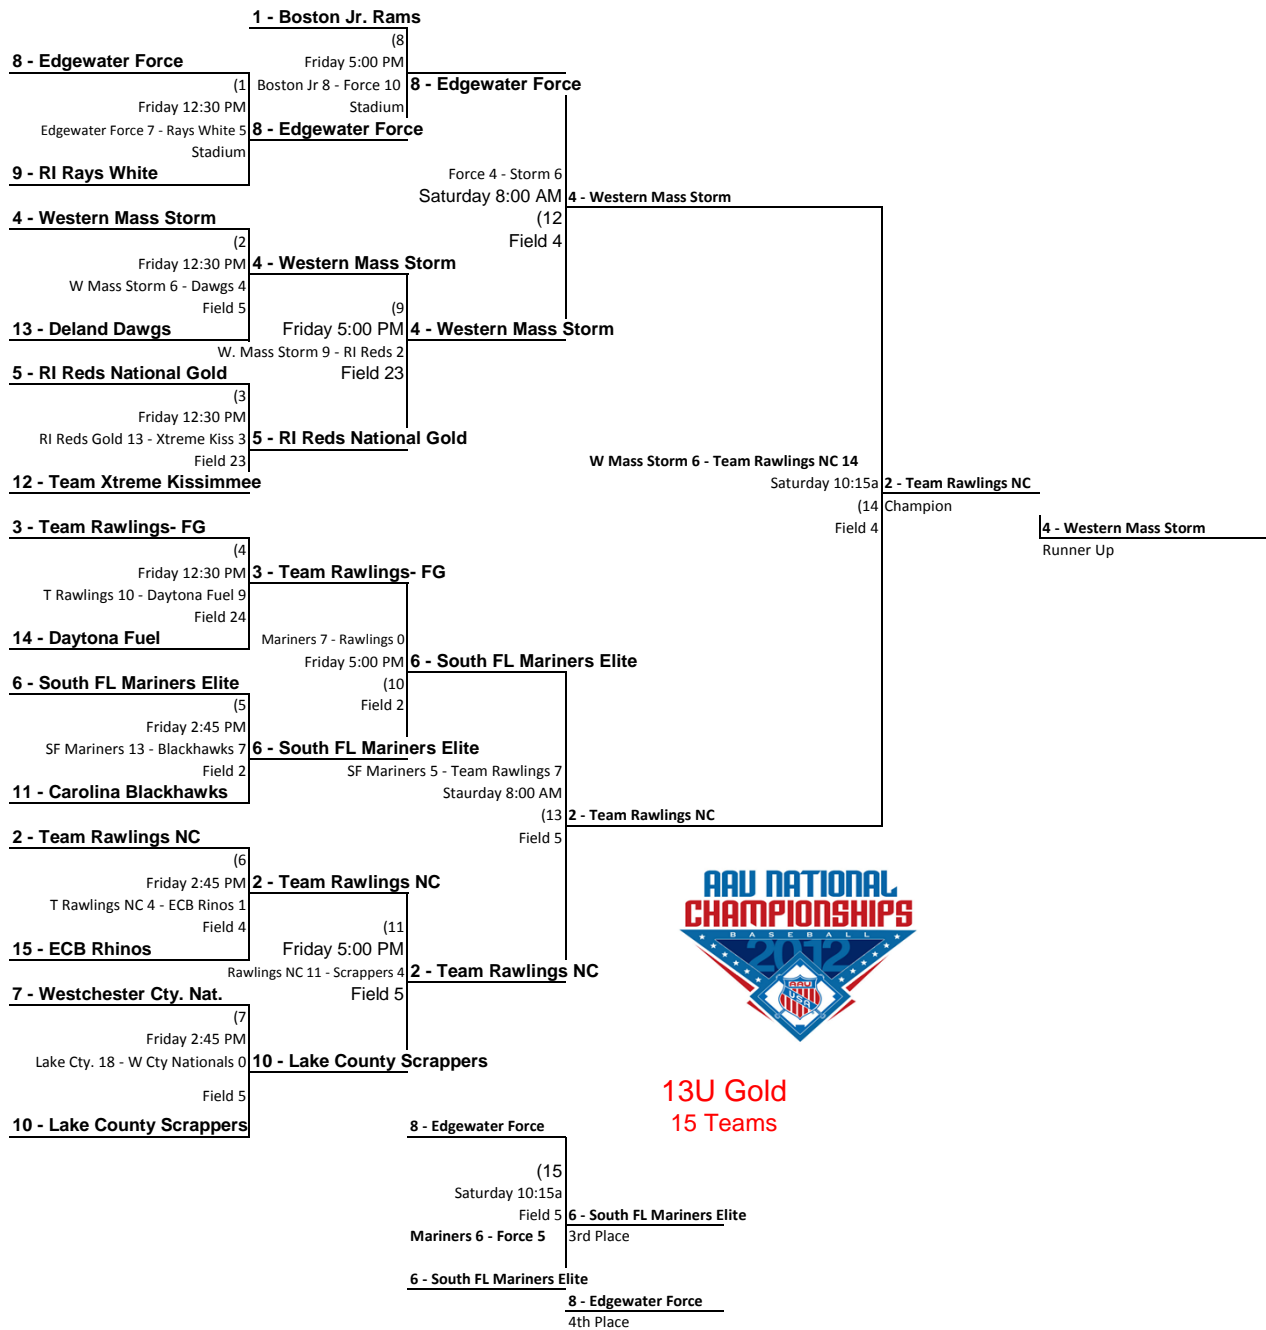 1 - Boston Jr. Rams
(8
8 - Edgewater Force
Friday 5:00 PM
(1
Boston Jr 8 - Force 10
8 - Edgewater Force
Friday 12:30 PM
Stadium
Edgewater Force 7 - Rays White 5
8 - Edgewater Force
Stadium
9 - RI Rays White
Force 4 - Storm 6
Saturday 8:00 AM
4 - Western Mass Storm
4 - Western Mass Storm
(12
(2
Field 4
Friday 12:30 PM
4 - Western Mass Storm
W Mass Storm 6 - Dawgs 4
Field 5
(9
13 - Deland Dawgs
Friday 5:00 PM
4 - Western Mass Storm
W. Mass Storm 9 - RI Reds 2
5 - RI Reds National Gold
Field 23
(3
Friday 12:30 PM
RI Reds Gold 13 - Xtreme Kiss 3
5 - RI Reds National Gold
Field 23
W Mass Storm 6 - Team Rawlings NC 14
12 - Team Xtreme Kissimmee
Saturday 10:15a
2 - Team Rawlings NC
(14
Champion
3 - Team Rawlings- FG
Field 4
4 - Western Mass Storm
(4
Runner Up
Friday 12:30 PM
3 - Team Rawlings- FG
T Rawlings 10 - Daytona Fuel 9
Field 24
14 - Daytona Fuel
Mariners 7 - Rawlings 0
Friday 5:00 PM
6 - South FL Mariners Elite
6 - South FL Mariners Elite
(10
(5
Field 2
Friday 2:45 PM
SF Mariners 13 - Blackhawks 7
6 - South FL Mariners Elite
Field 2
SF Mariners 5 - Team Rawlings 7
11 - Carolina Blackhawks
Staurday 8:00 AM
(13
2 - Team Rawlings NC
2 - Team Rawlings NC
Field 5
(6
Friday 2:45 PM
2 - Team Rawlings NC
T Rawlings NC 4 - ECB Rinos 1
Field 4
(11
15 - ECB Rhinos
Friday 5:00 PM
Rawlings NC 11 - Scrappers 4
2 - Team Rawlings NC
7 - Westchester Cty. Nat.
Field 5
(7
Friday 2:45 PM
Lake Cty. 18 - W Cty Nationals 0
10 - Lake County Scrappers
Field 5
10 - Lake County Scrappers
AAU NATIONAL
CHAMPIONSHIPS
BASEBALL
2012
AAU
USA
13U Gold
15 Teams
8 - Edgewater Force
(15
Saturday 10:15a
Field 5
6 - South FL Mariners Elite
Mariners 6 - Force 5
3rd Place
6 - South FL Mariners Elite
8 - Edgewater Force
4th Place